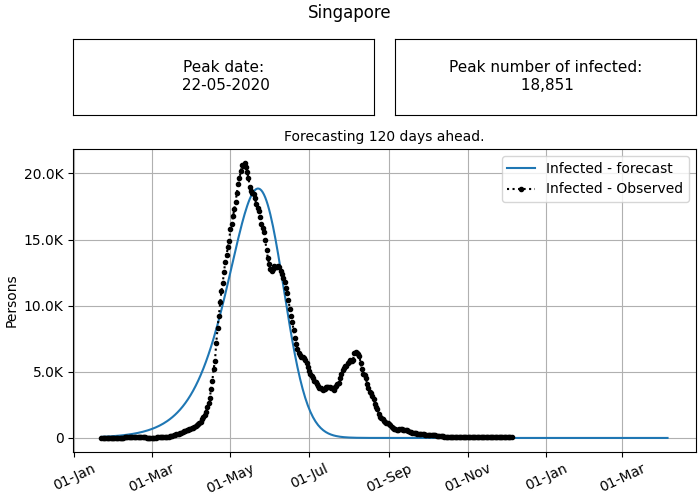 Singapore
Peak date:
22-05-2020
Peak number of infected:
18,851
Forecasting 120 days ahead.
Infected - forecast
Infected - Observed
20.0K
15.0K
10.0K
5.0K
0
Persons
01-Jan
01-Mar
01-May
01-Jul
01-Sep
01-Nov
01-Jan
01-Mar